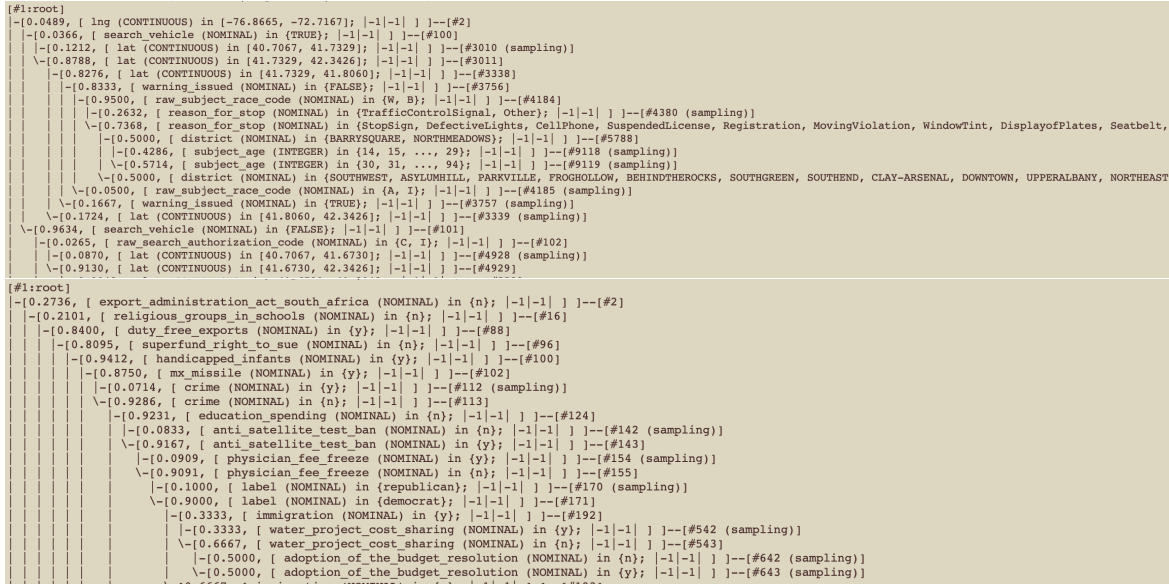 [#1:root]
|-[0.0489, [ lng (CONTINUOUS) in [-76.8665, -72.7167]; |-1|-1| ] ]--[#2]
| |-[0.0366, [ search_vehicle (NOMINAL) in {TRUE}; |-1|-1| ] ]--[#100]
| | |-[0.1212, [ lat (CONTINUOUS) in [40.7067, 41.7329]; |-1|-1| ] ]--[#3010 (sampling)]
| | \-[0.8788, [ lat (CONTINUOUS) in [41.7329, 42.3426]; |-1|-1| ] ]--[#3011]
| | |-[0.8276, [ lat (CONTINUOUS) in [41.7329, 41.8060]; |-1|-1| ] ]--[#3338]
| | | |-[0.8333, [ warning_issued (NOMINAL) in {FALSE}; |-1|-1| ] ]--[#3756]
| | | | |-[0.9500, [ raw_subject_race_code (NOMINAL) in {W, B}; |-1|-1| ] ]--[#4184]
| | | | | |-[0.2632, [ reason_for_stop (NOMINAL) in {TrafficControlSignal, Other}; |-1|-1| ] ]--[#4380 (sampling)]
| | | | | \-[0.7368, [ reason_for_stop (NOMINAL) in {StopSign, DefectiveLights, CellPhone, SuspendedLicense, Registration, MovingViolation, WindowTint, DisplayofPlates, Seatbelt,
| | | | | |-[0.5000, [ district (NOMINAL) in {BARRYSQUARE, NORTHMEADOWS}; |-1|-1| ] ]--[#5788]
| | | | | | |-[0.4286, [ subject_age (INTEGER) in {14, 15, ..., 29}; |-1|-1| ] ]--[#9118 (sampling)]
| | | | | | \-[0.5714, [ subject_age (INTEGER) in {30, 31, ..., 94}; |-1|-1| ] ]--[#9119 (sampling)]
| | | | | \-[0.5000, [ district (NOMINAL) in {SOUTHWEST, ASYLUMHILL, PARKVILLE, FROGHOLLOW, BEHINDTHEROCKS, SOUTHGREEN, SOUTHEND, CLAY-ARSENAL, DOWNTOWN, UPPERALBANY, NORTHEAST
| | | | \-[0.0500, [ raw_subject_race_code (NOMINAL) in {A, I}; |-1|-1| ] ]--[#4185 (sampling)]
| | | \-[0.1667, [ warning_issued (NOMINAL) in {TRUE}; |-1|-1| ] ]--[#3757 (sampling)]
| | \-[0.1724, [ lat (CONTINUOUS) in [41.8060, 42.3426]; |-1|-1| ] ]--[#3339 (sampling)]
| \-[0.9634, [ search_vehicle (NOMINAL) in {FALSE}; |-1|-1| ] ]--[#101]
| |-[0.0265, [ raw_search_authorization_code (NOMINAL) in {C, I}; |-1|-1| ] ]--[#102]
| | |-[0.0870, [ lat (CONTINUOUS) in [40.7067, 41.6730]; |-1|-1| ] ]--[#4928 (sampling)]
| | \-[0.9130, [ lat (CONTINUOUS) in [41.6730, 42.3426]; |-1|-1| ] ]--[#4929]
[#1:root]
|-[0.2736, [ export_administration_act_south_africa (NOMINAL) in {n}; |-1|-1| ] ]--[#2]
| |-[0.2101, [ religious_groups_in_schools (NOMINAL) in {n}; |-1|-1| ] ]--[#16]
| | |-[0.8400, [ duty_free_exports (NOMINAL) in {y}; |-1|-1| ] ]--[#88]
| | | |-[0.8095, [ superfund_right_to_sue (NOMINAL) in {n}; |-1|-1| ] ]--[#96]
| | | | |-[0.9412, [ handicapped_infants (NOMINAL) in {y}; |-1|-1| ] ]--[#100]
| | | | | |-[0.8750, [ mx_missile (NOMINAL) in {y}; |-1|-1| ] ]--[#102]
| | | | | | |-[0.0714, [ crime (NOMINAL) in {y}; |-1|-1| ] ]--[#112 (sampling)]
| | | | | | \-[0.9286, [ crime (NOMINAL) in {n}; |-1|-1| ] ]--[#113]
| | | | | | |-[0.9231, [ education_spending (NOMINAL) in {n}; |-1|-1| ] ]--[#124]
| | | | | | | |-[0.0833, [ anti_satellite_test_ban (NOMINAL) in {n}; |-1|-1| ] ]--[#142 (sampling)]
| | | | | | | \-[0.9167, [ anti_satellite_test_ban (NOMINAL) in {y}; |-1|-1| ] ]--[#143]
| | | | | | | |-[0.0909, [ physician_fee_freeze (NOMINAL) in {y}; |-1|-1| ] ]--[#154 (sampling)]
| | | | | | | \-[0.9091, [ physician_fee_freeze (NOMINAL) in {n}; |-1|-1| ] ]--[#155]
| | | | | | | |-[0.1000, [ label (NOMINAL) in {republican}; |-1|-1| ] ]--[#170 (sampling)]
| | | | | | | \-[0.9000, [ label (NOMINAL) in {democrat}; |-1|-1| ] ]--[#171]
| | | | | | | |-[0.3333, [ immigration (NOMINAL) in {y}; |-1|-1| ] ]--[#192]
| | | | | | | | |-[0.3333, [ water_project_cost_sharing (NOMINAL) in {y}; |-1|-1| ] ]--[#542 (sampling)]
| | | | | | | | \-[0.6667, [ water_project_cost_sharing (NOMINAL) in {n}; |-1|-1| ] ]--[#543]
| | | | | | | | |-[0.5000, [ adoption_of_the_budget_resolution (NOMINAL) in {n}; |-1|-1| ] ]--[#642 (sampling)]
| | | | | | | | \-[0.5000, [ adoption_of_the_budget_resolution (NOMINAL) in {y}; |-1|-1| ] ]--[#643 (sampling)]